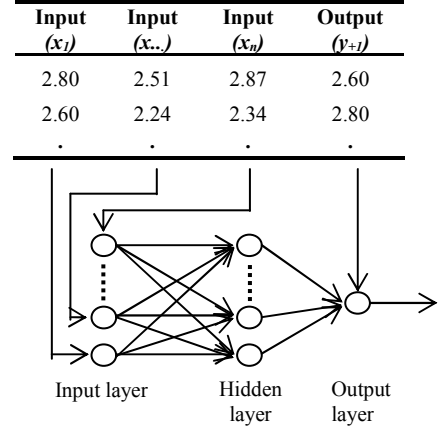 Input Input Input Output
(x1) (x...) (xn) (y+1)
2.80 2.51 2.87 2.60
2.60 2.24 2.34 2.80
. . . .
Input layer Hidden layer Output layer